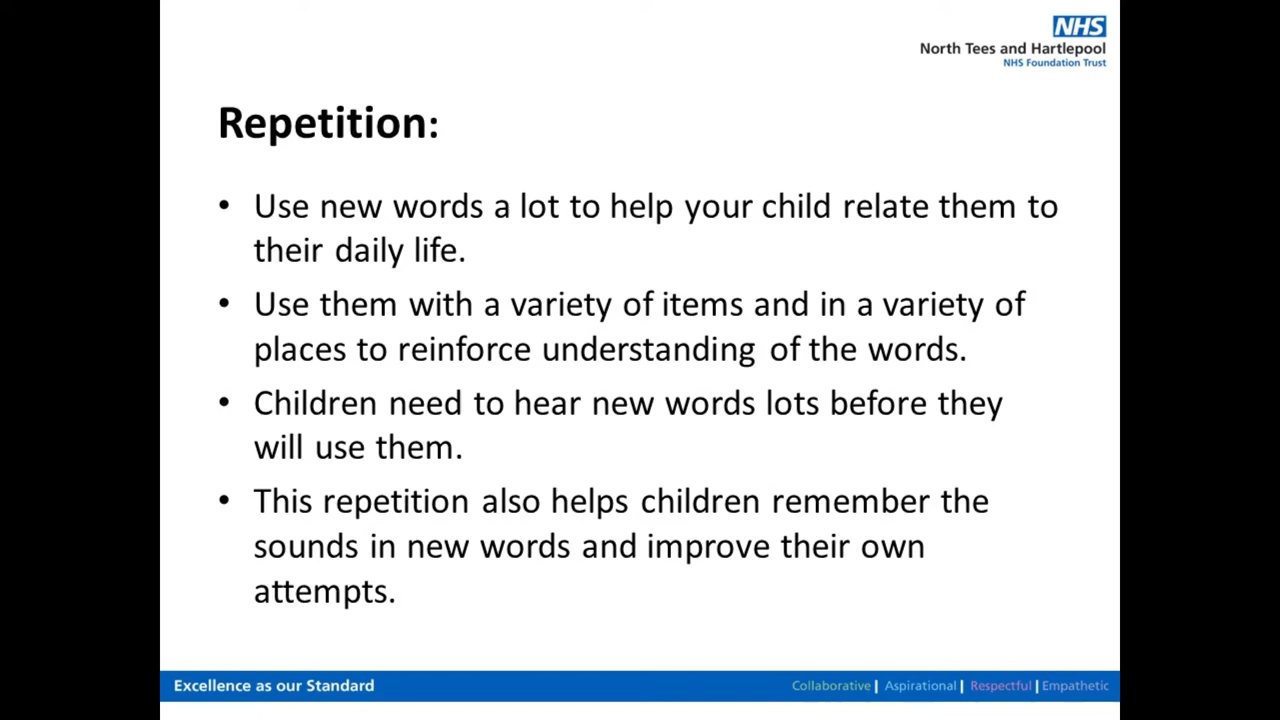 NHS
North Tees and Hartlepool
NHS Foundation Trust
Repetition:
• Use new words a lot to help your child relate them to
their daily life.
• Use them with a variety of items and in a variety of
places to reinforce understanding of the words.
• Children need to hear new words lots before they
will use them.
• This repetition also helps children remember the
sounds in new words and improve their own
attempts.
Excellence as our Standard
Collaborative | Aspirational | Respectful | Empathetic